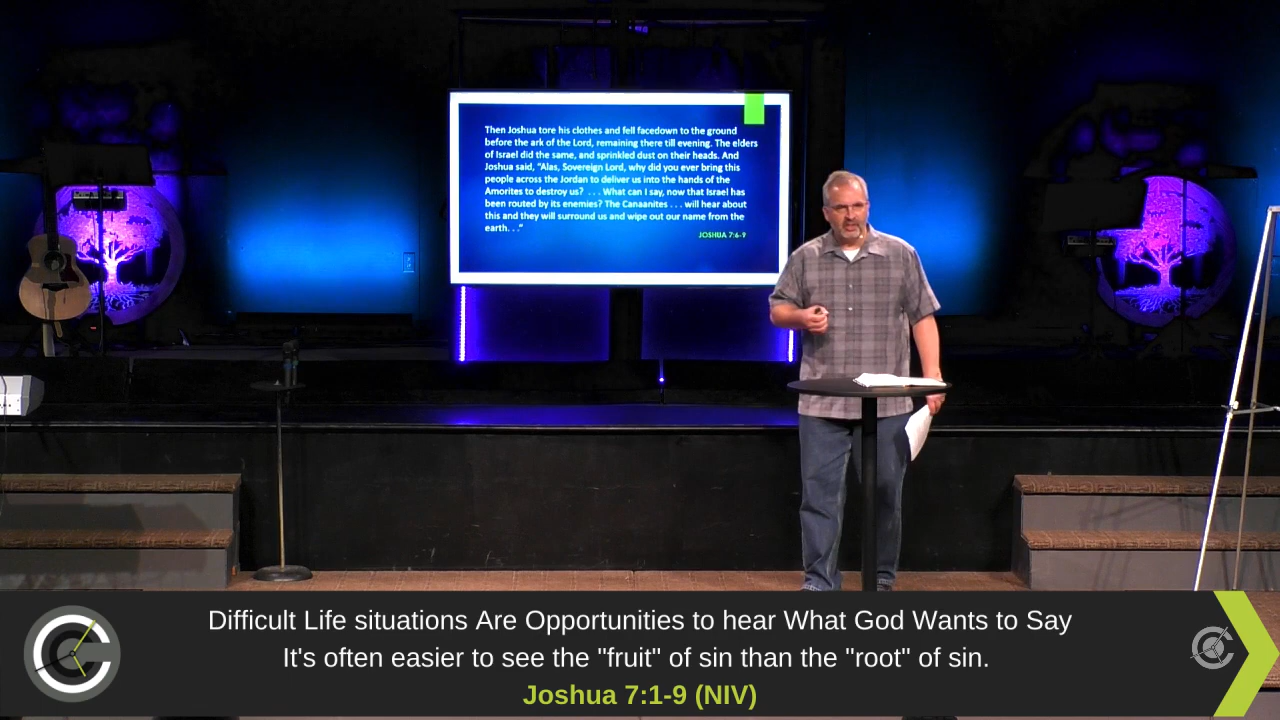 Then Joshua tore his clothes and fell facedown to the ground
before the ark of the Lord, remaining there till evening. The elders
of Israel did the same, and sprinkled dust on their heads. And
Joshua said, "Alas, Sovereign Lord, why did you ever bring this
people across the Jordan to deliver us into the hands of the
Amorites to destroy us? . . . What can I say, now that Israel has
been routed by its enemies? The Canaanites . . . will hear about
this and they will surround us and wipe out our name from the
earth. . ."
JOSHUA 7:6-9
Difficult Life situations Are Opportunities to hear What God Wants to Say
It's often easier to see the "fruit" of sin than the "root" of sin.
Joshua 7:1-9 (NIV)